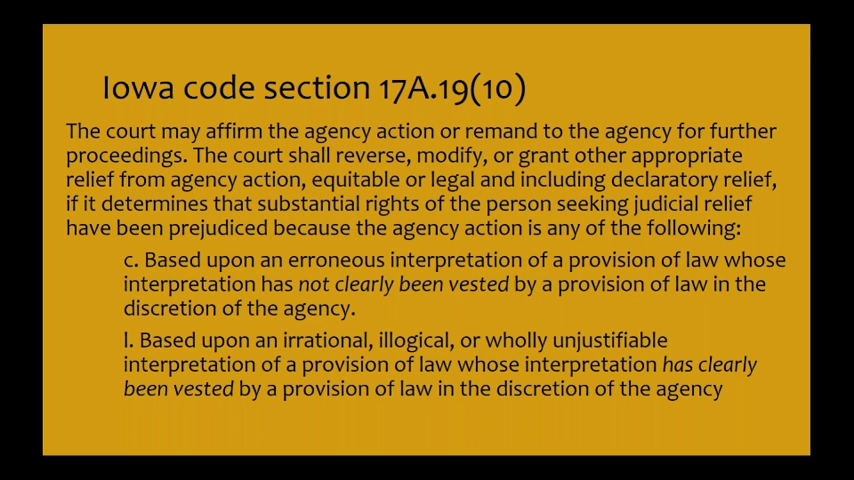 Iowa code section 17A.19(10)
The court may affirm the agency action or remand to the agency for further
proceedings. The court shall reverse, modify, or grant other appropriate
relief from agency action, equitable or legal and including declaratory relief,
if it determines that substantial rights of the person seeking judicial relief
have been prejudiced because the agency action is any of the following:
c. Based upon an erroneous interpretation of a provision of law whose
interpretation has not clearly been vested by a provision of law in the
discretion of the agency.
l. Based upon an irrational, illogical, or wholly unjustifiable
interpretation of a provision of law whose interpretation has clearly
been vested by a provision of law in the discretion of the agency